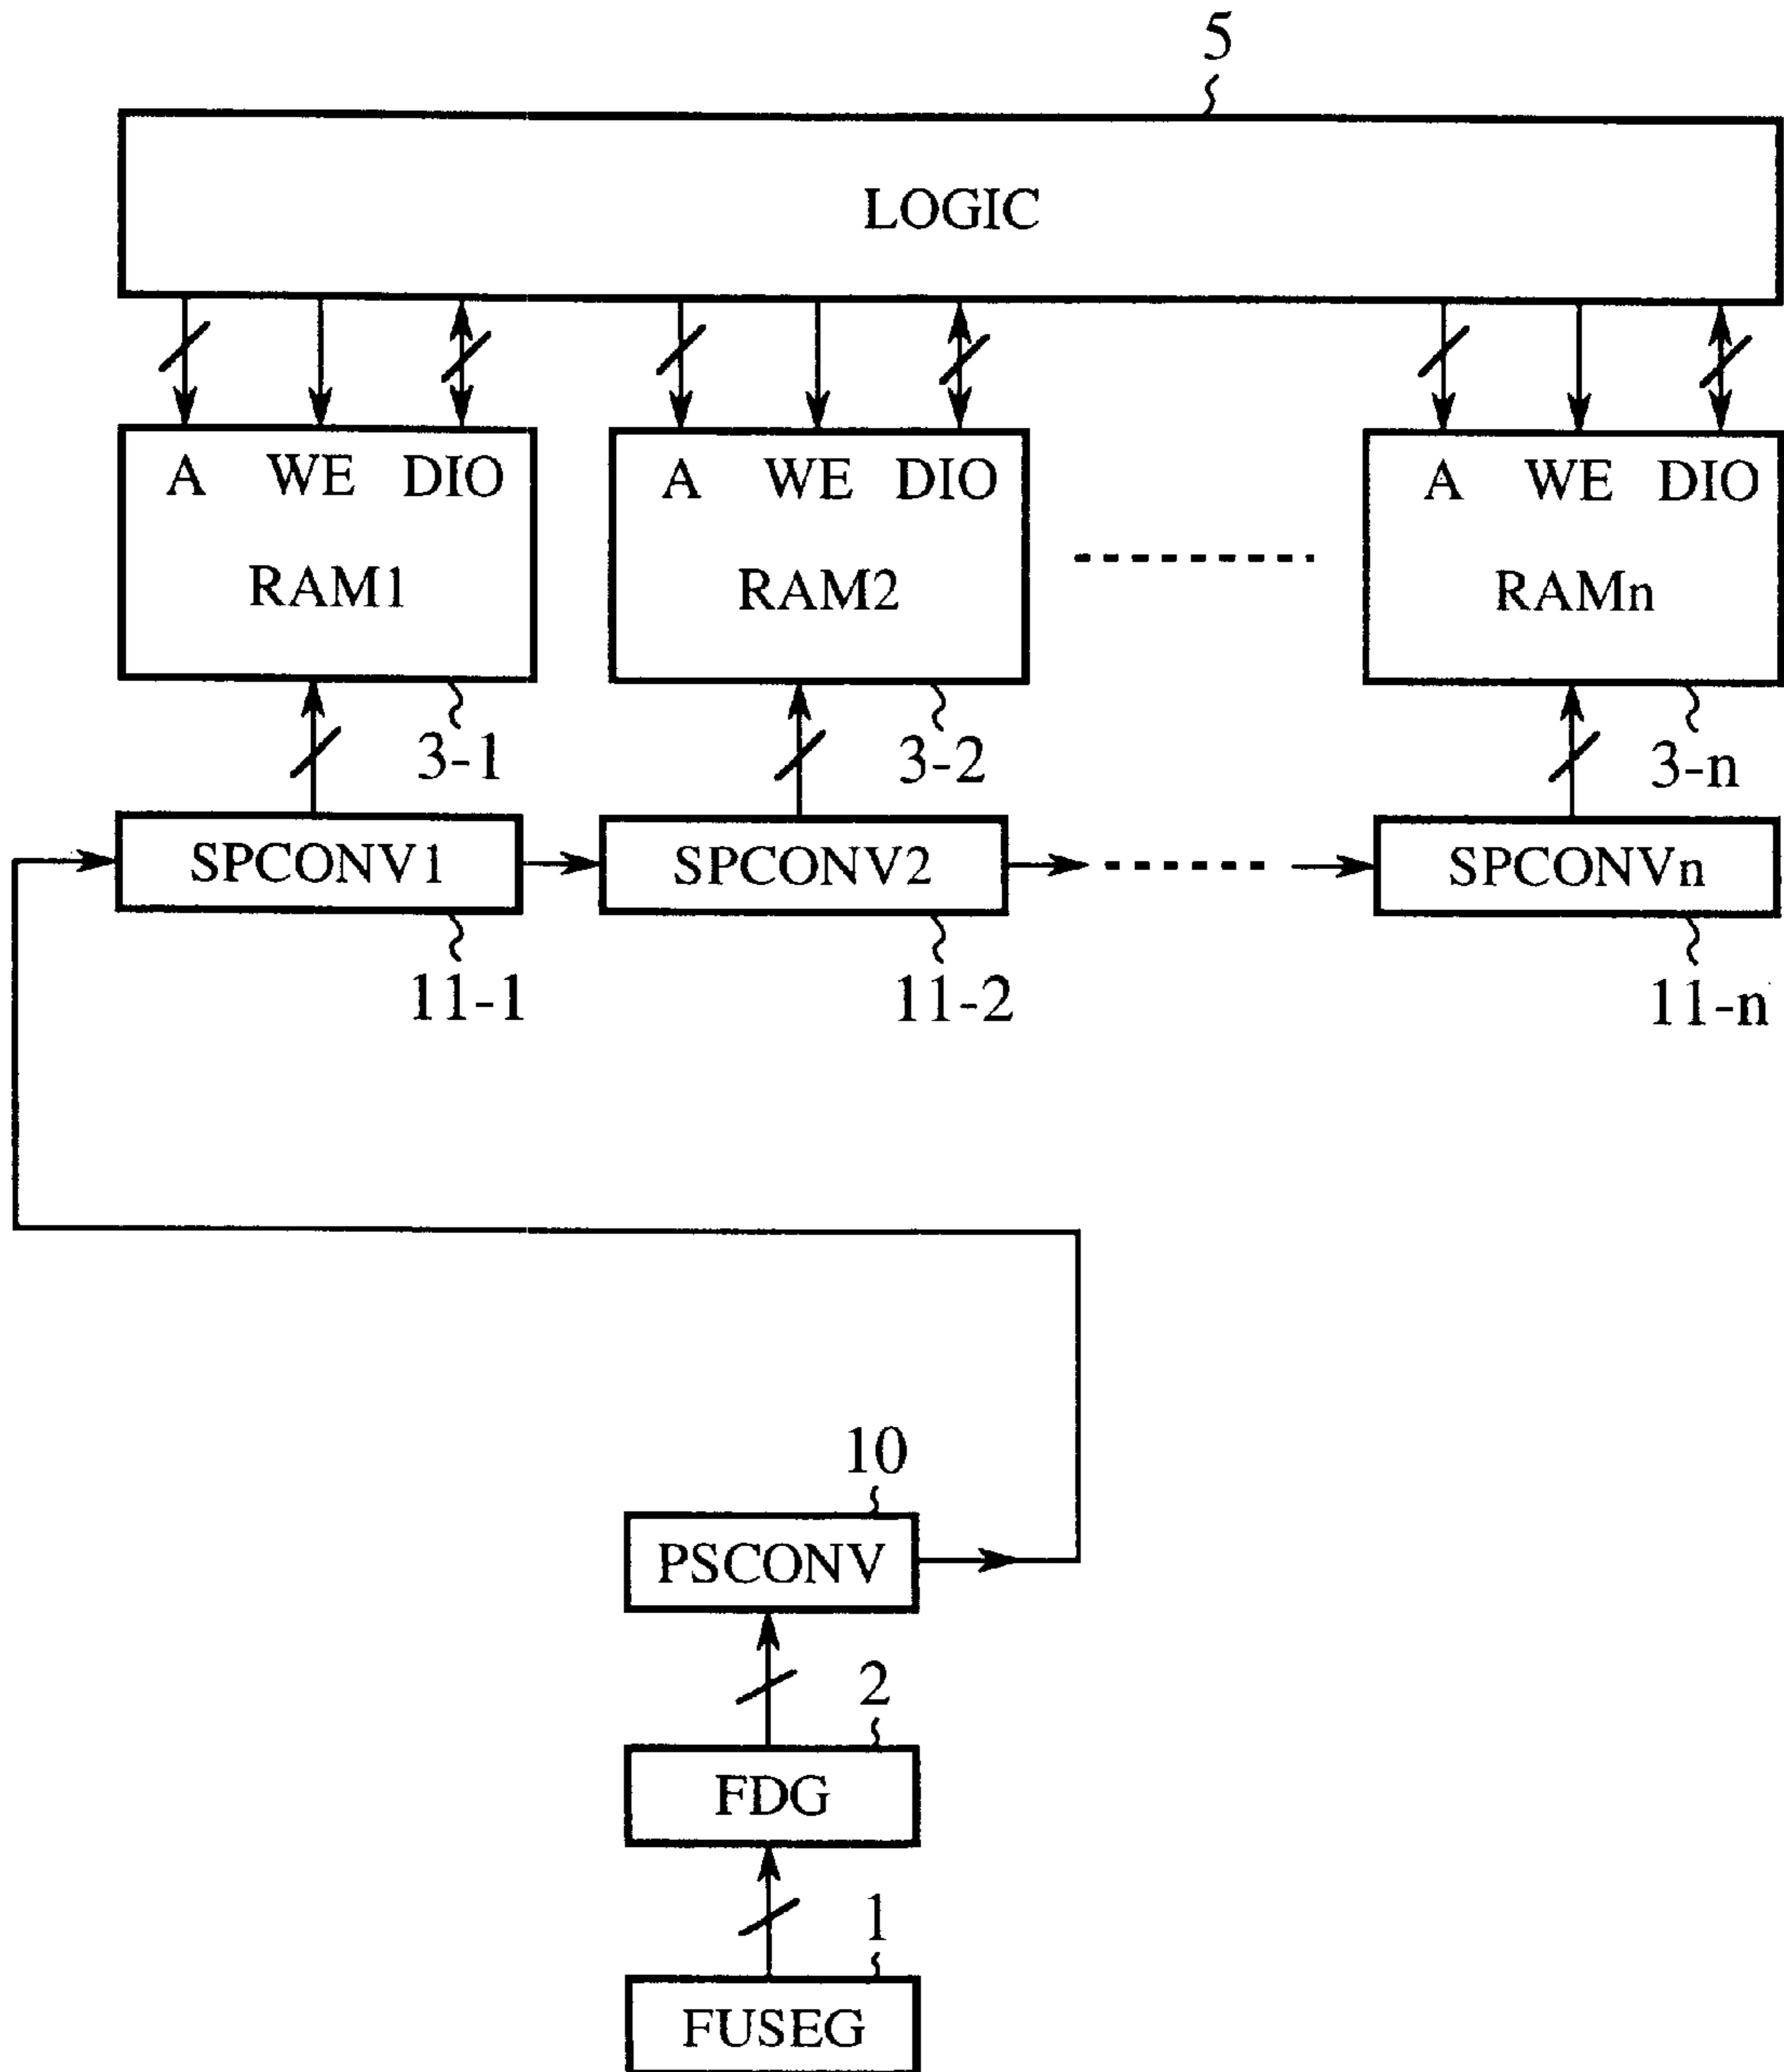 5
LOGIC
A WE DIO A WE DIO A WE DIO
RAM1 RAM2 RAMn
3-1 3-2 3-n
SPCONV1 SPCONV2 SPCONVn
11-1 11-2 11-n
10
PSCONV
2
FDG
1
FUSEG